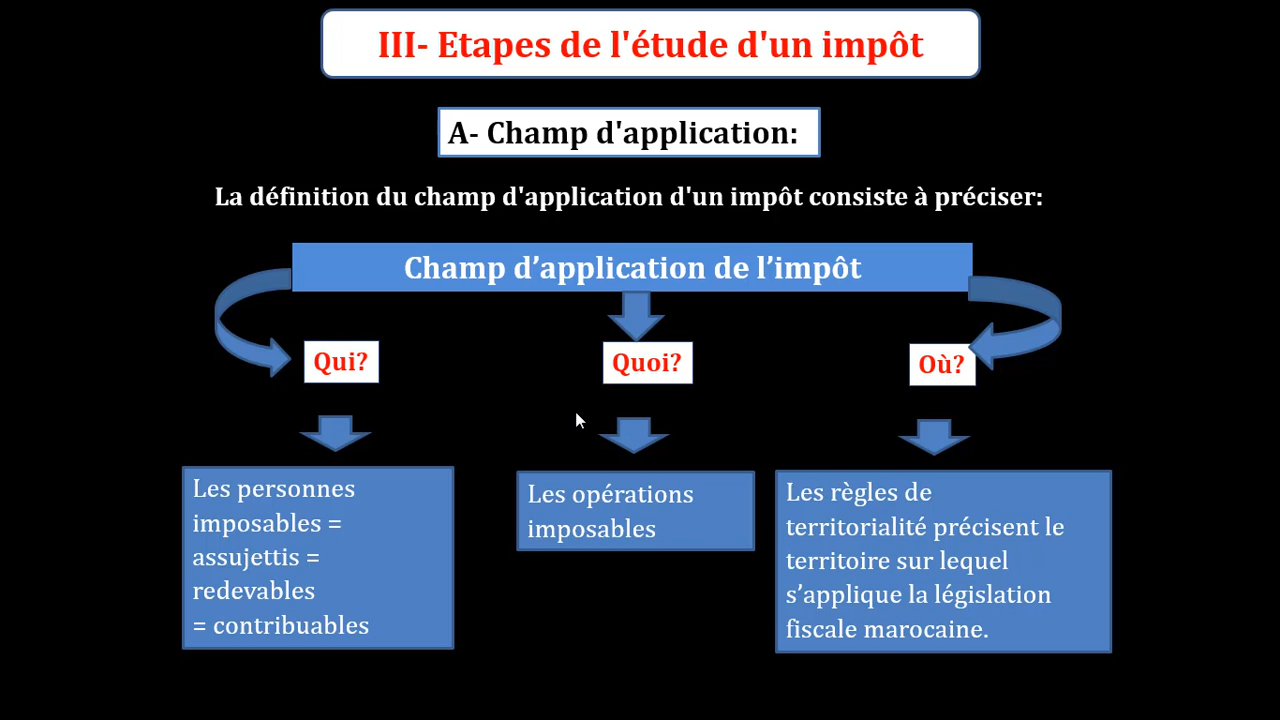 III- Etapes de l'étude d'un impôt
A- Champ d'application:
La définition du champ d'application d'un impôt consiste à préciser:
Champ d’application de l’impôt
Qui?
Quoi?
Où?
Les personnes
imposables =
assujettis =
redevables
= contribuables
Les opérations
imposables
Les règles de
territorialité précisent le
territoire sur lequel
s’applique la législation
fiscale marocaine.